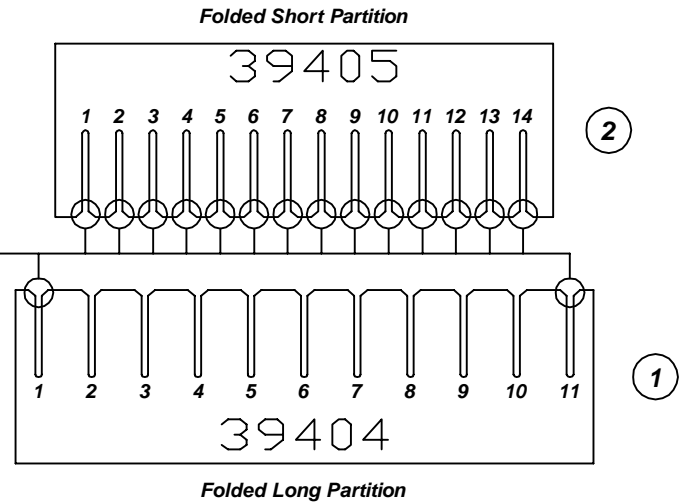 Folded Short Partition
39405
1 2 3 4 5 6 7 8 9 10 11 12 13 14
2
1 2 3 4 5 6 7 8 9 10 11
1
39404
Folded Long Partition